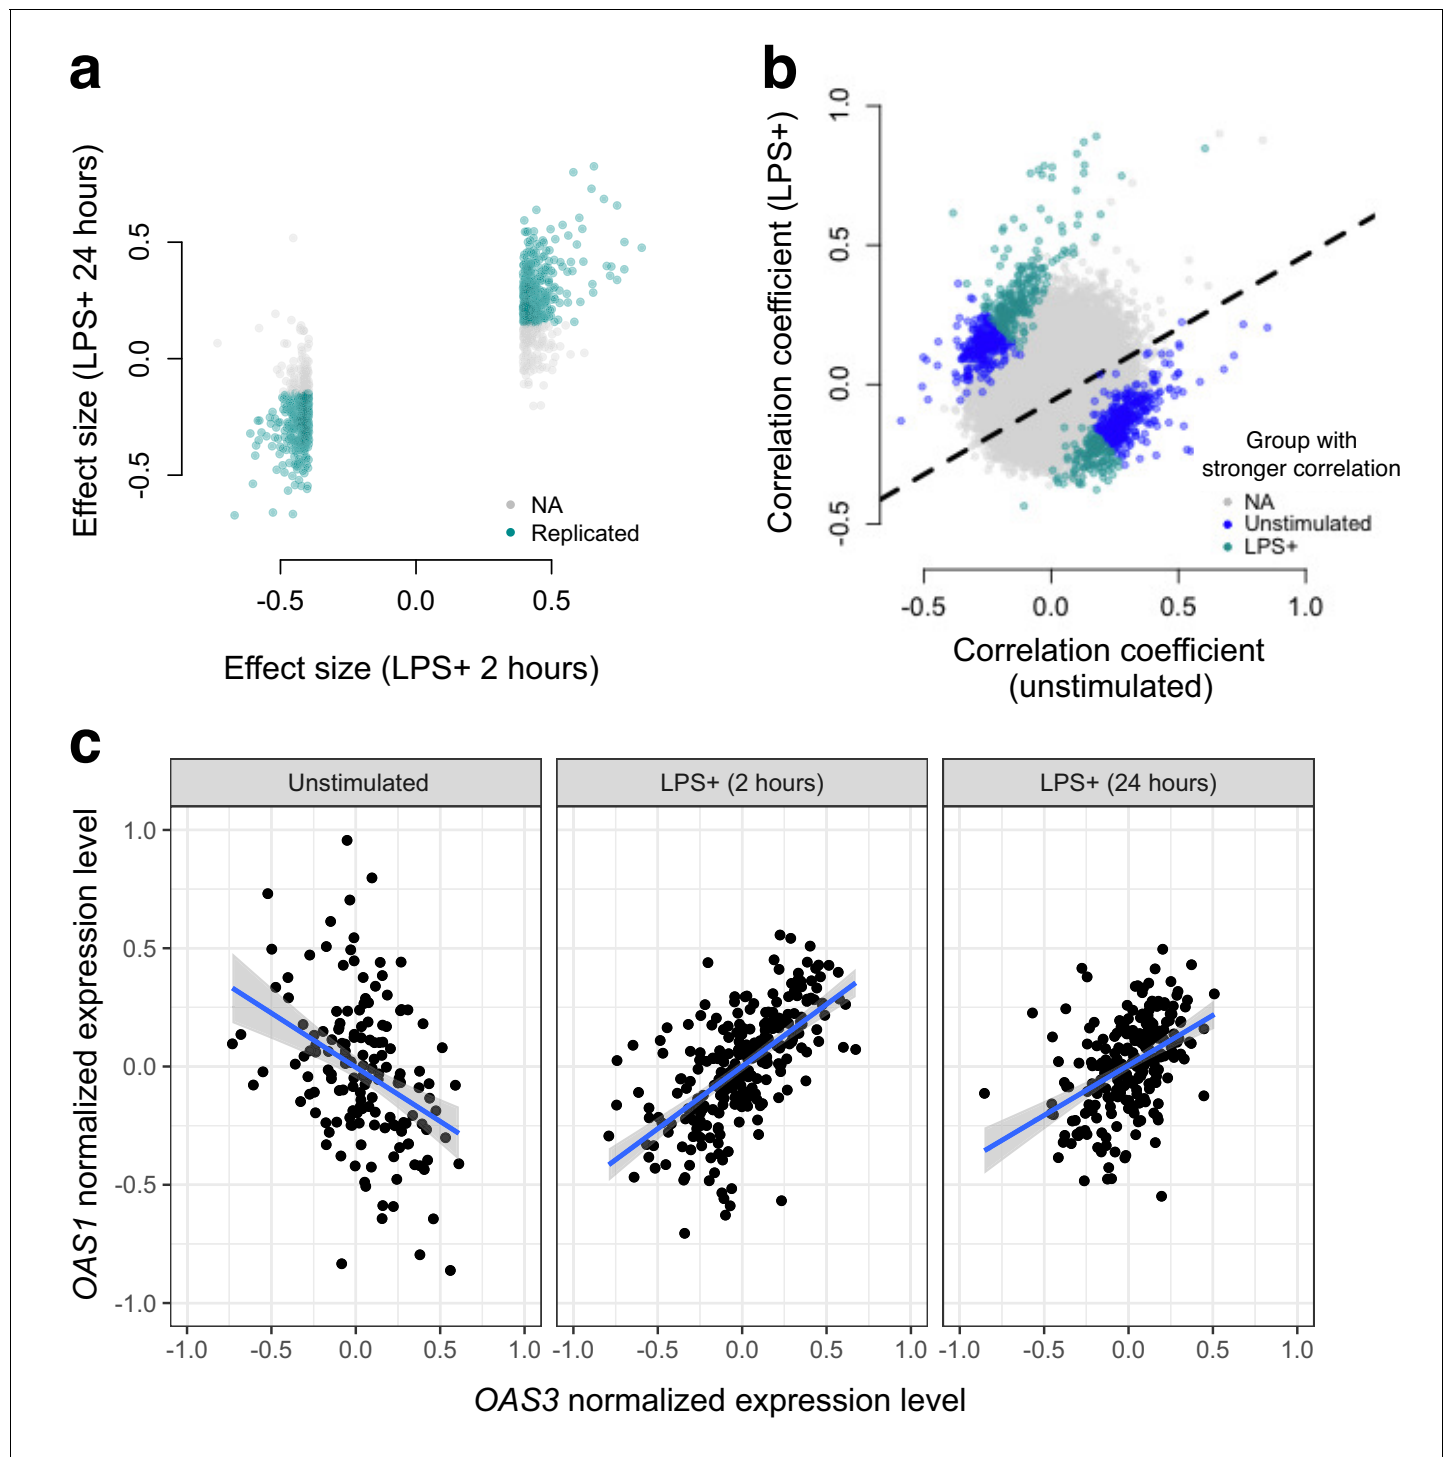 a
Effect size (LPS+ 24 hours)
0.5
0.0
-0.5
NA
Replicated
-0.5 0.0 0.5
Effect size (LPS+ 2 hours)
b
Correlation coefficient (LPS+)
1.0
0.5
0.0
-0.5
Group with
stronger correlation
NA
Unstimulated
LPS+
-0.5 0.0 0.5 1.0
Correlation coefficient
(unstimulated)
c
Unstimulated LPS+ (2 hours) LPS+ (24 hours)
OAS1 normalized expression level
1.0
0.5
0.0
-0.5
-1.0
-1.0 -0.5 0.0 0.5 1.0 -1.0 -0.5 0.0 0.5 1.0 -1.0 -0.5 0.0 0.5 1.0
OAS3 normalized expression level